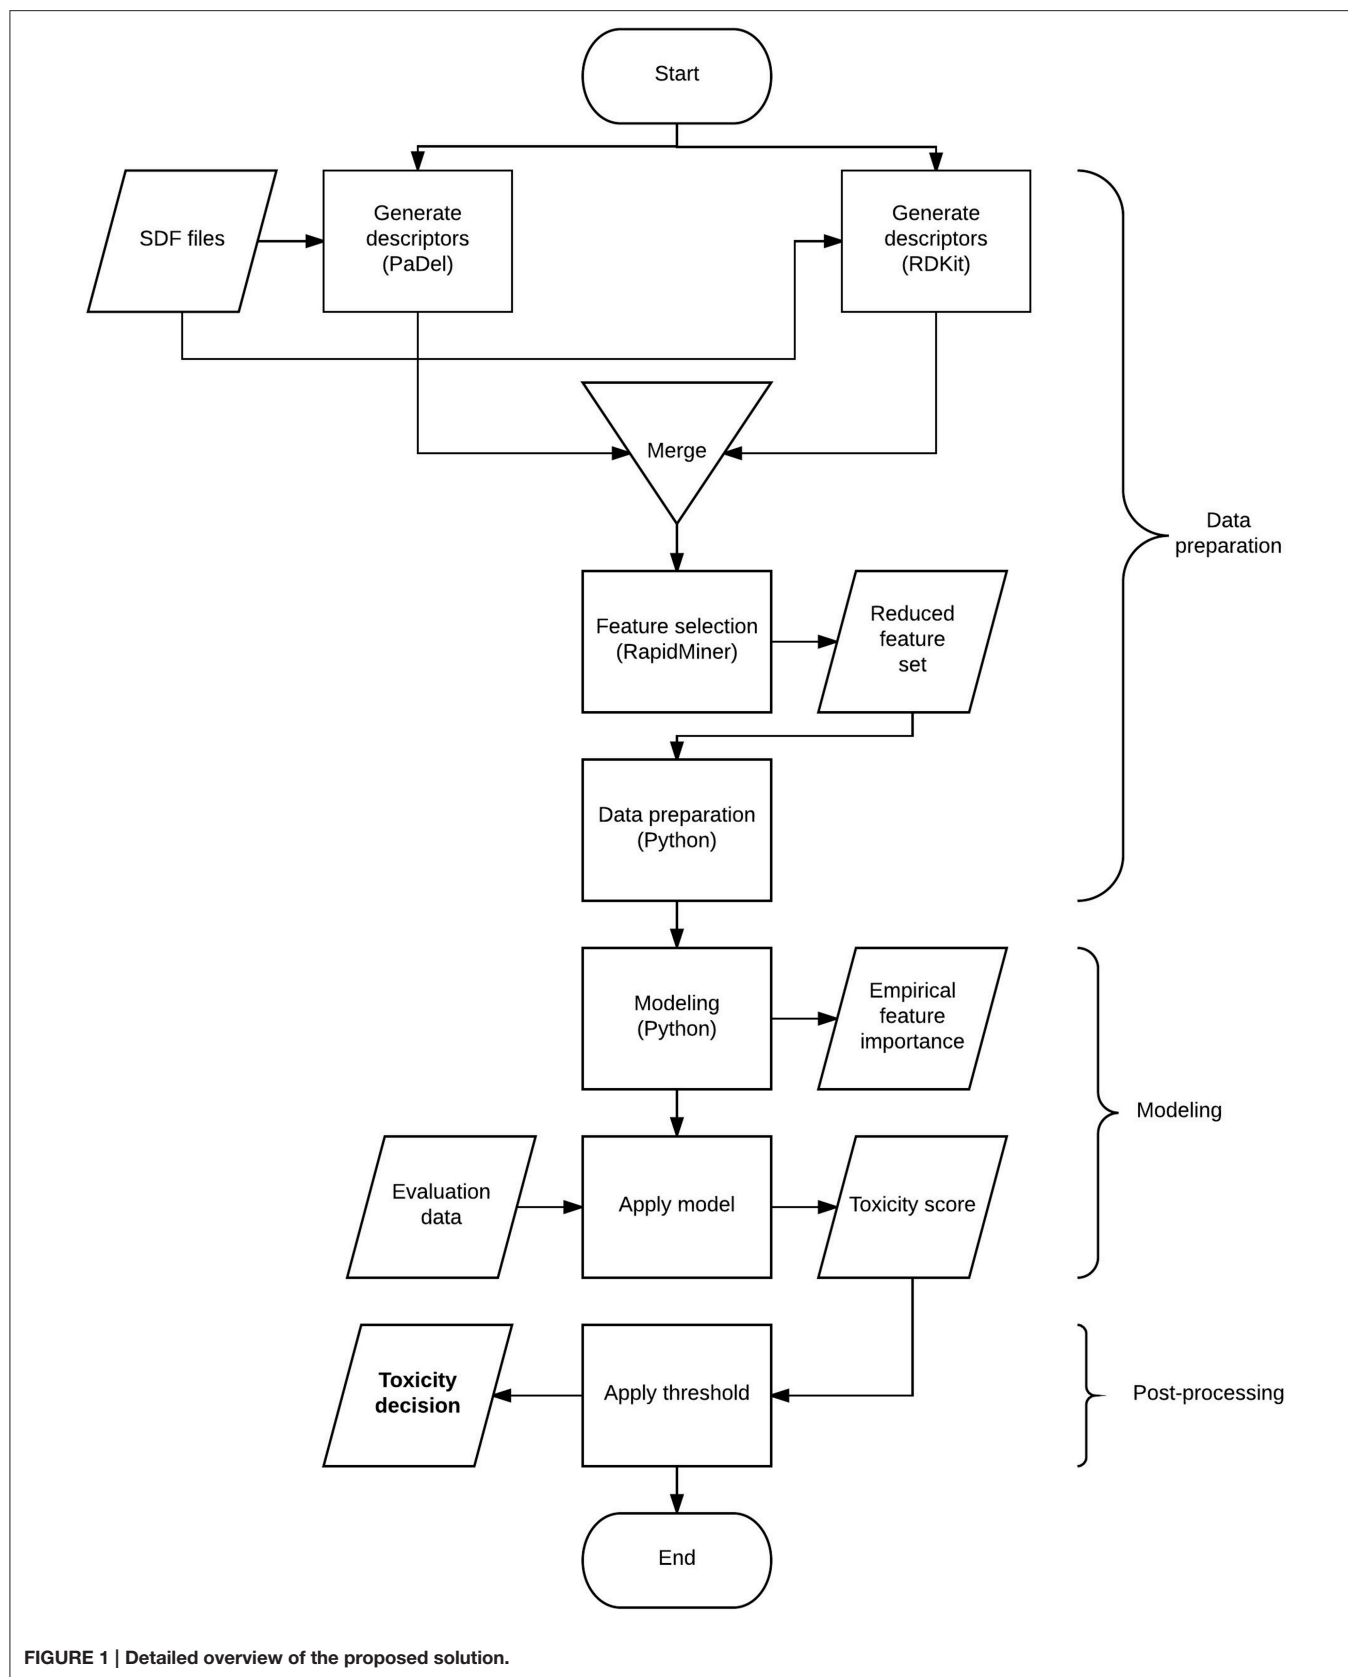 Start
SDF files
Generate
descriptors
(PaDel)
Generate
descriptors
(RDKit)
Merge
Data
preparation
Feature selection
(RapidMiner)
Reduced
feature
set
Data preparation
(Python)
Modeling
(Python)
Empirical
feature
importance
Modeling
Evaluation
data
Apply model
Toxicity score
Toxicity
decision
Apply threshold
Post-processing
End
FIGURE 1 | Detailed overview of the proposed solution.